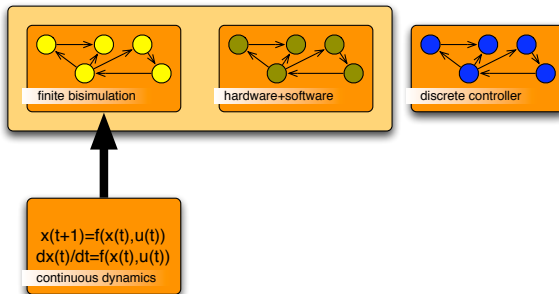 finite bisimulation
hardware+software
discrete controller
x(t+1)=f(x(t),u(t))
dx(t)/dt=f(x(t),u(t))
continuous dynamics